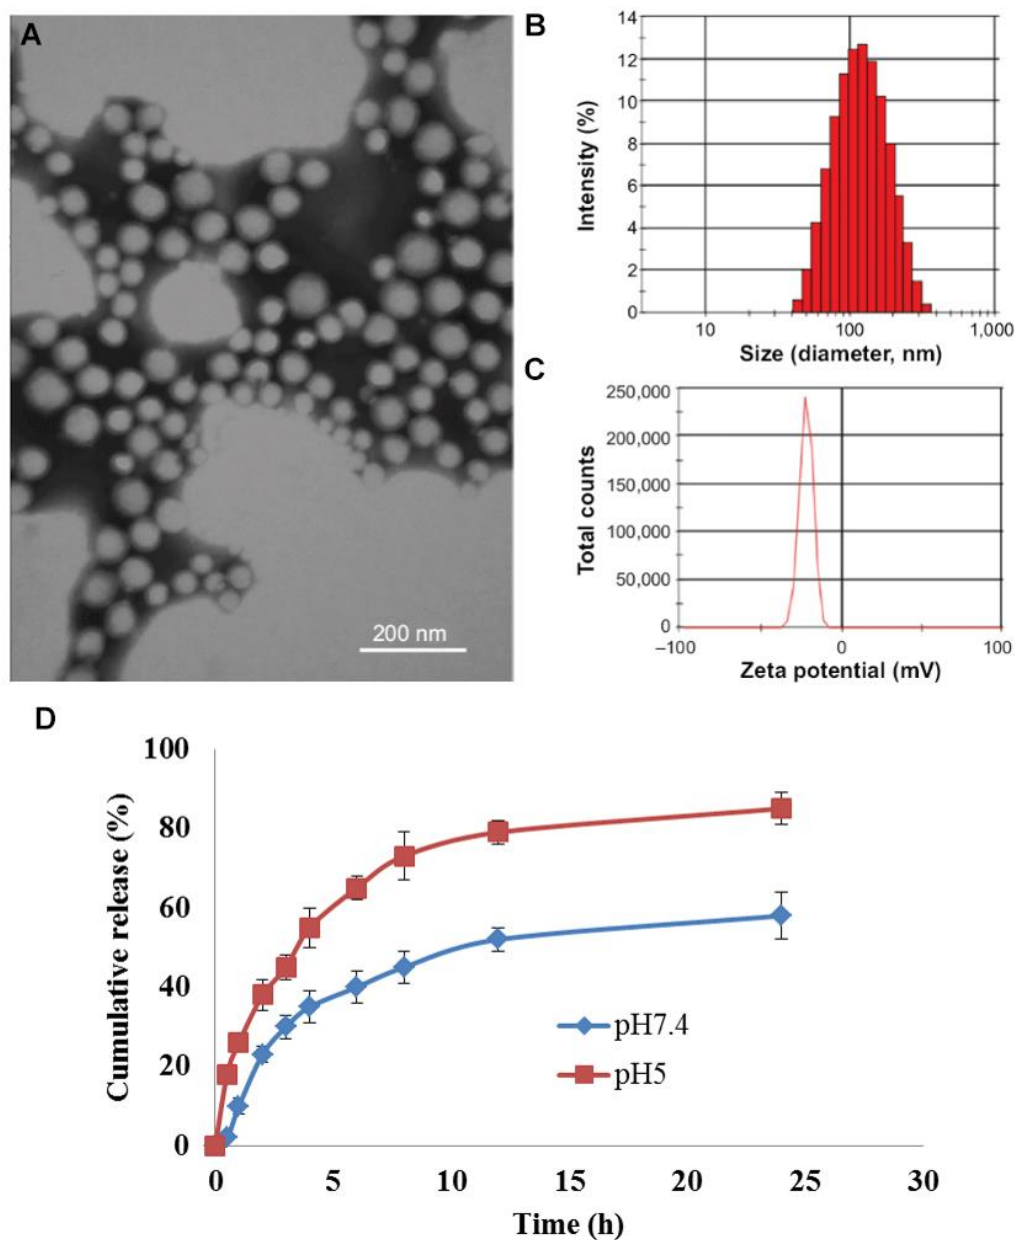 A
200 nm
B
14
12
10
8
6
4
2
0
Intensity (%)
10 100 1,000
Size (diameter, nm)
C
250,000
200,000
150,000
100,000
50,000
0
Total counts
–100 0 100
Zeta potential (mV)
D
100
80
60
40
20
0
Cumulative release (%)
pH7.4
pH5
0 5 10 15 20 25 30
Time (h)